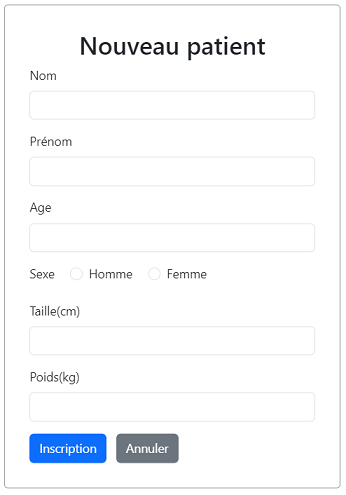 Nouveau patient
Nom
Prénom
Age
Sexe Homme Femme
Taille(cm)
Poids(kg)
Inscription Annuler